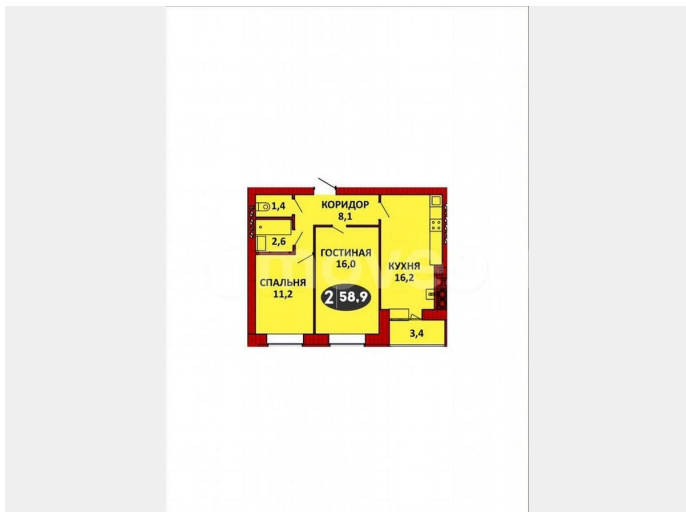 1,4
КОРИДОР
8,1
2,6
ГОСТИНАЯ
16,0
КУХНЯ
16,2
СПАЛЬНЯ
11,2
2 58,9
3,4